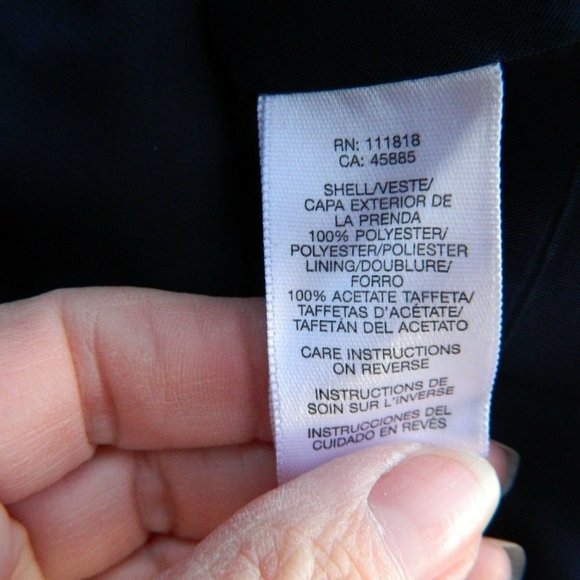 RN: 111818
CA: 45885
SHELL/VESTE/
CAPA EXTERIOR DE
LA PRENDA
100% POLYESTER/
POLYESTER/POLIESTER
LINING/DOUBLURE/
FORRO
100% ACETATE TAFFETA/
TAFFETAS D'ACÉTATE/
TAFETÁN DEL ACETATO
CARE INSTRUCTIONS
ON REVERSE
INSTRUCTIONS DE
SOIN SUR L'INVERSE
INSTRUCCIONES DEL
CUIDADO EN REVÉS